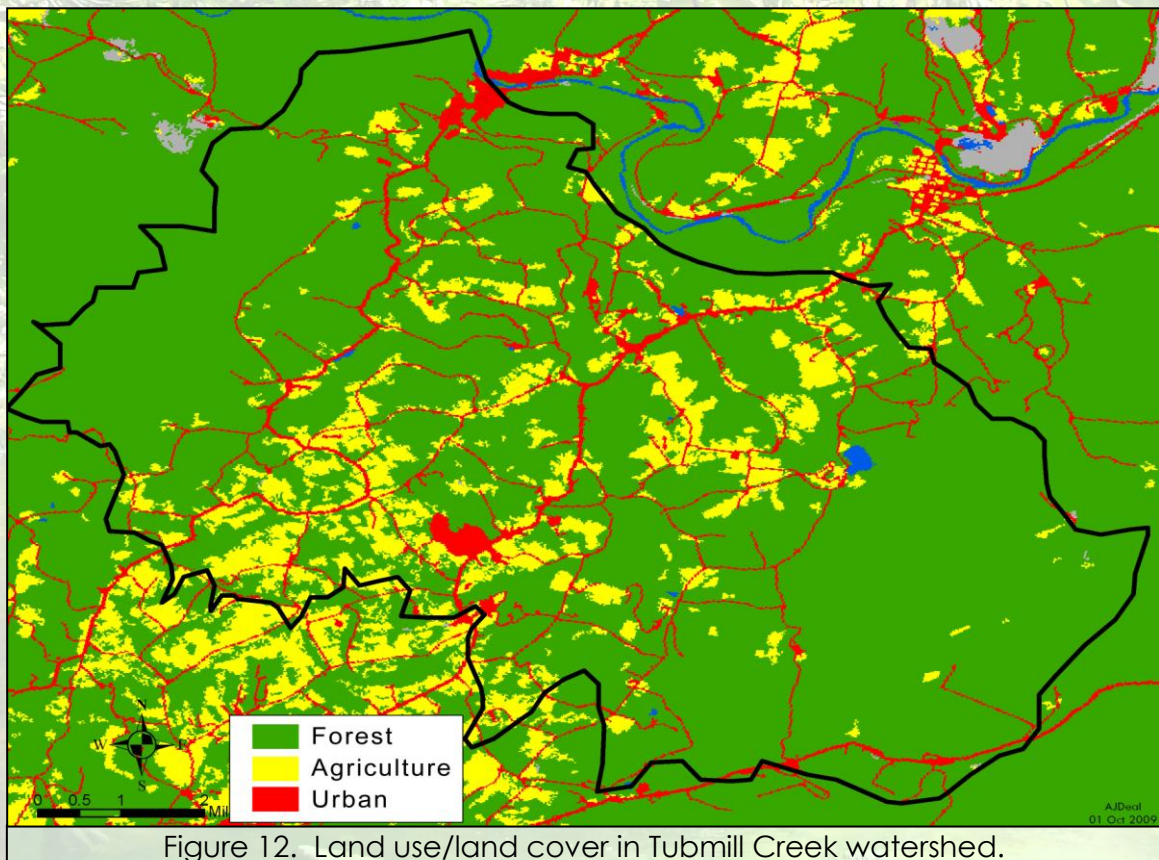 N
W E
S
0 0.5 1 2
Mil
Forest
Agriculture
Urban
AJDeal
01 Oct 2009
Figure 12. Land use/land cover in Tubmill Creek watershed.